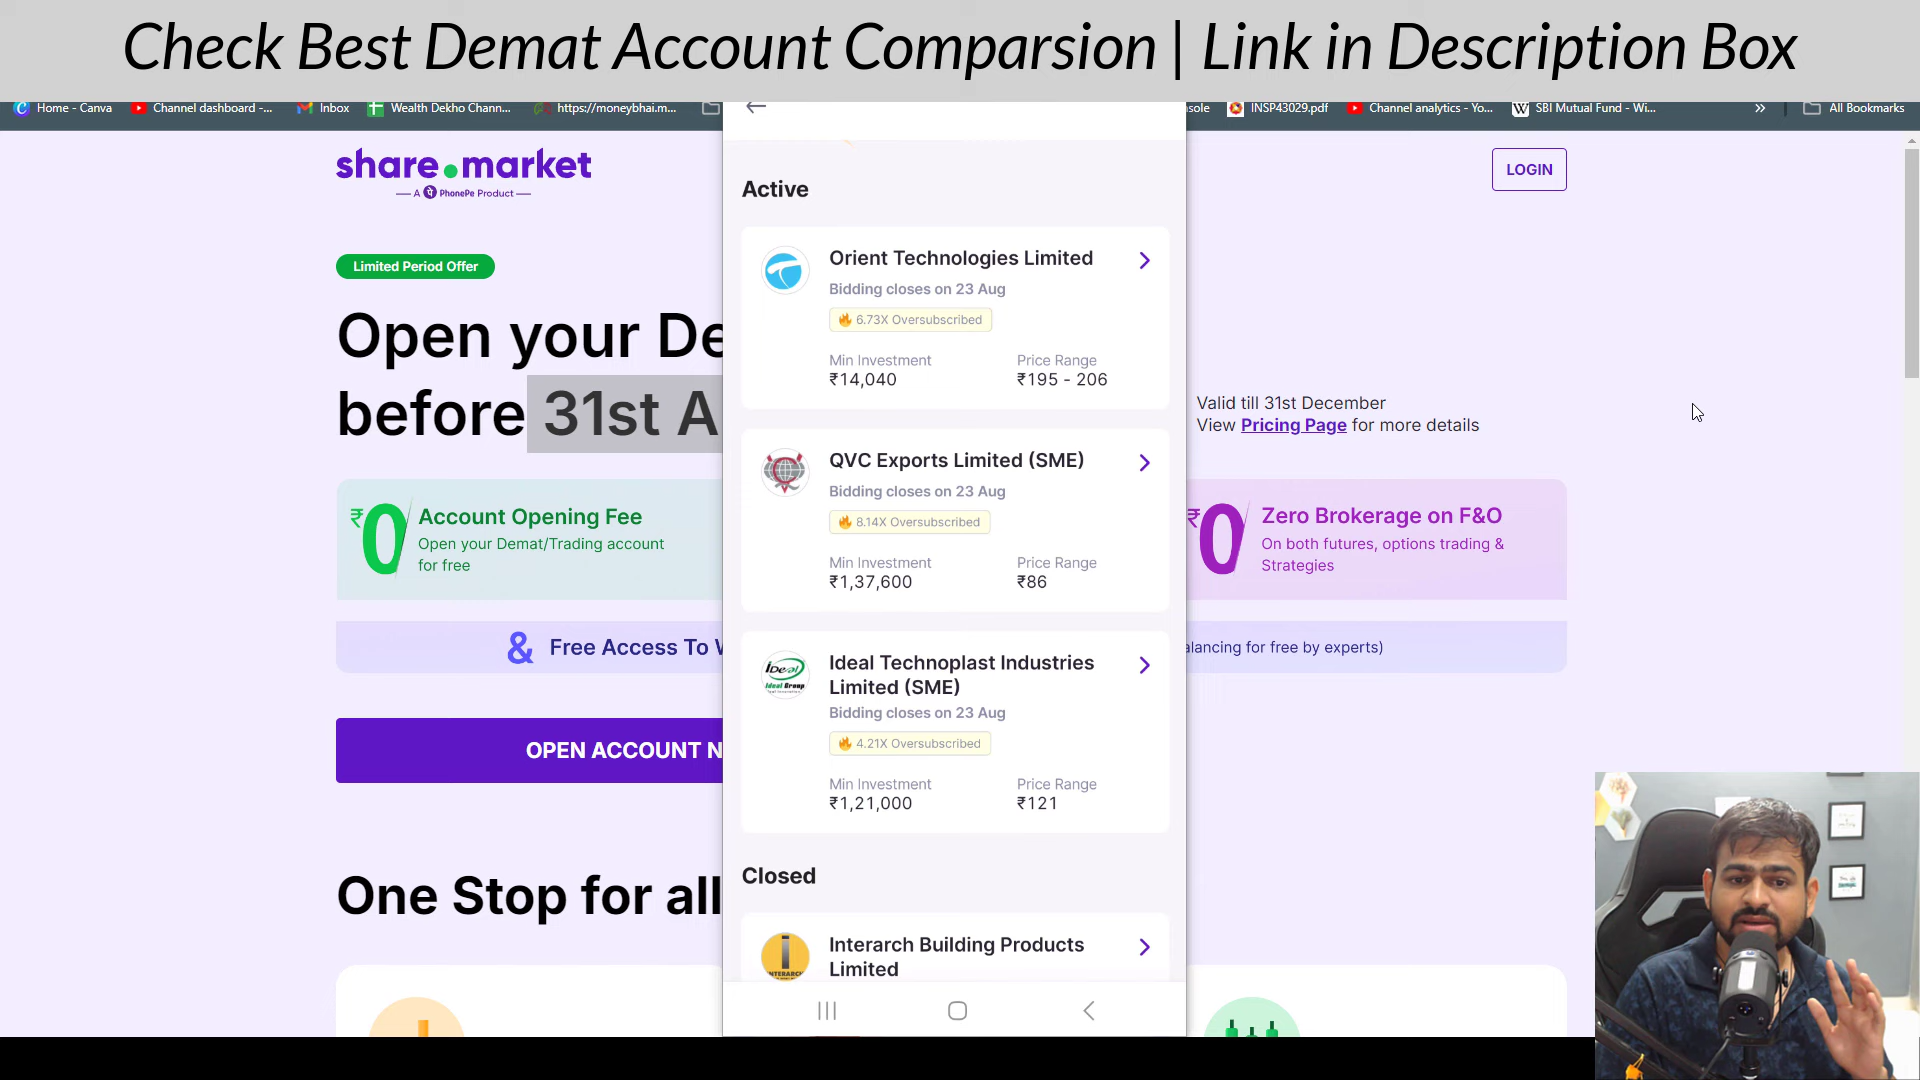 Check Best Demat Account Comparsion | Link in Description Box
Home - Canva
Channel dashboard -...
Inbox
Wealth Dekho Chann...
https://moneybhai.m...
nsole
INSP43029.pdf
Channel analytics - Yo...
SBI Mutual Fund - Wi...
»
All Bookmarks
share.market
A PhonePe Product
LOGIN
Limited Period Offer
Open your De
before 31st A
Valid till 31st December
View Pricing Page for more details
₹0
Account Opening Fee
Open your Demat/Trading account
for free
₹0
Zero Brokerage on F&O
On both futures, options trading &
Strategies
& Free Access To W
alancing for free by experts)
OPEN ACCOUNT N
One Stop for all
Active
Orient Technologies Limited
Bidding closes on 23 Aug
6.73X Oversubscribed
Min Investment
₹14,040
Price Range
₹195 - 206
QVC Exports Limited (SME)
Bidding closes on 23 Aug
8.14X Oversubscribed
Min Investment
₹1,37,600
Price Range
₹86
Ideal
Ideal Group
Ideal Technoplast Industries
Limited (SME)
Bidding closes on 23 Aug
4.21X Oversubscribed
Min Investment
₹1,21,000
Price Range
₹121
Closed
INTERARCH
Interarch Building Products
Limited